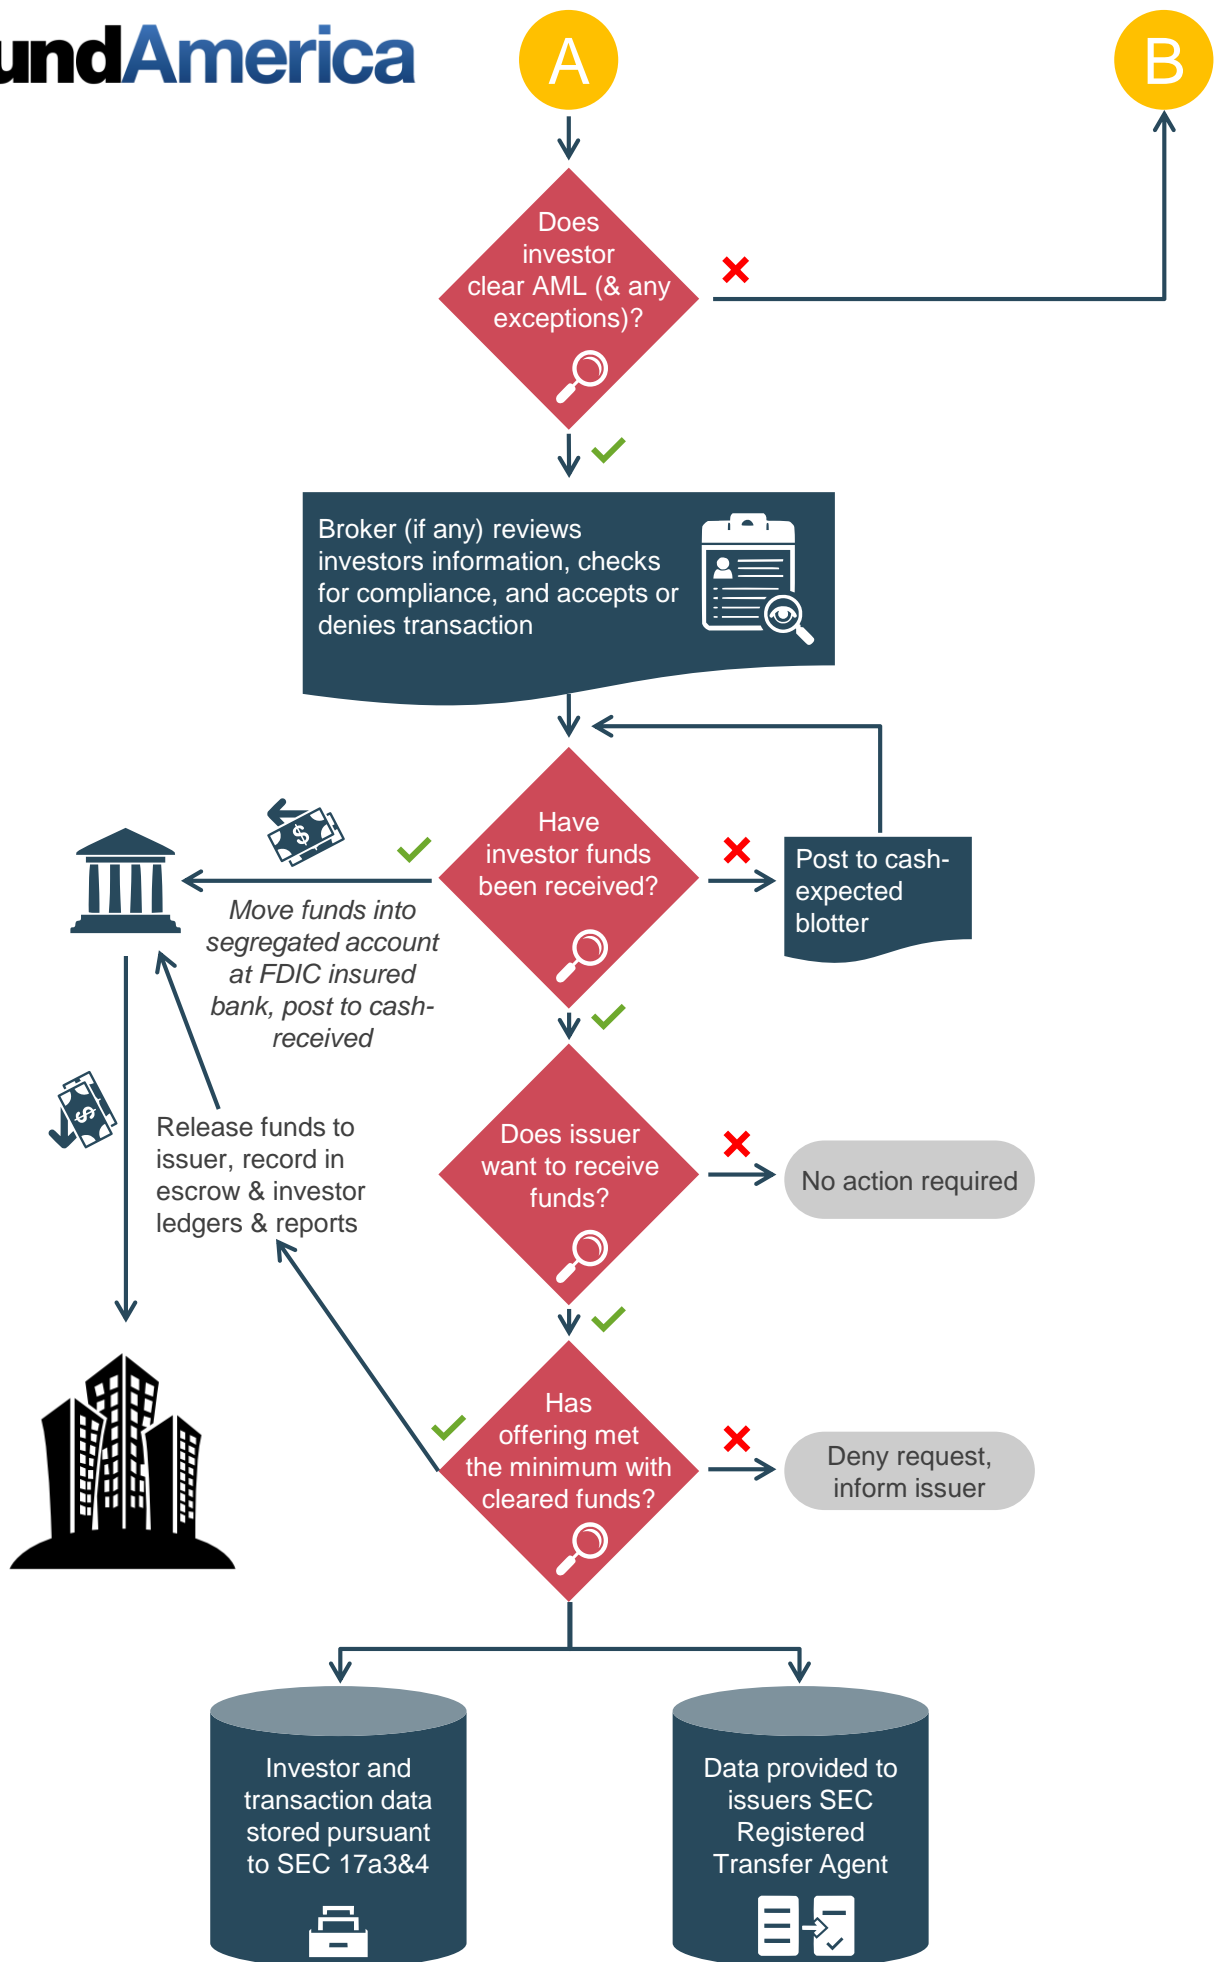 undAmerica
A
B
Does
investor
clear AML (& any
exceptions)?
Broker (if any) reviews
investors information, checks
for compliance, and accepts or
denies transaction
Have
investor funds
been received?
Post to cash-
expected
blotter
Move funds into
segregated account
at FDIC insured
bank, post to cash-
received
$
$
Release funds to
issuer, record in
escrow & investor
ledgers & reports
Does issuer
want to receive
funds?
No action required
Has
offering met
the minimum with
cleared funds?
Deny request,
inform issuer
Investor and
transaction data
stored pursuant
to SEC 17a3&4
Data provided to
issuers SEC
Registered
Transfer Agent